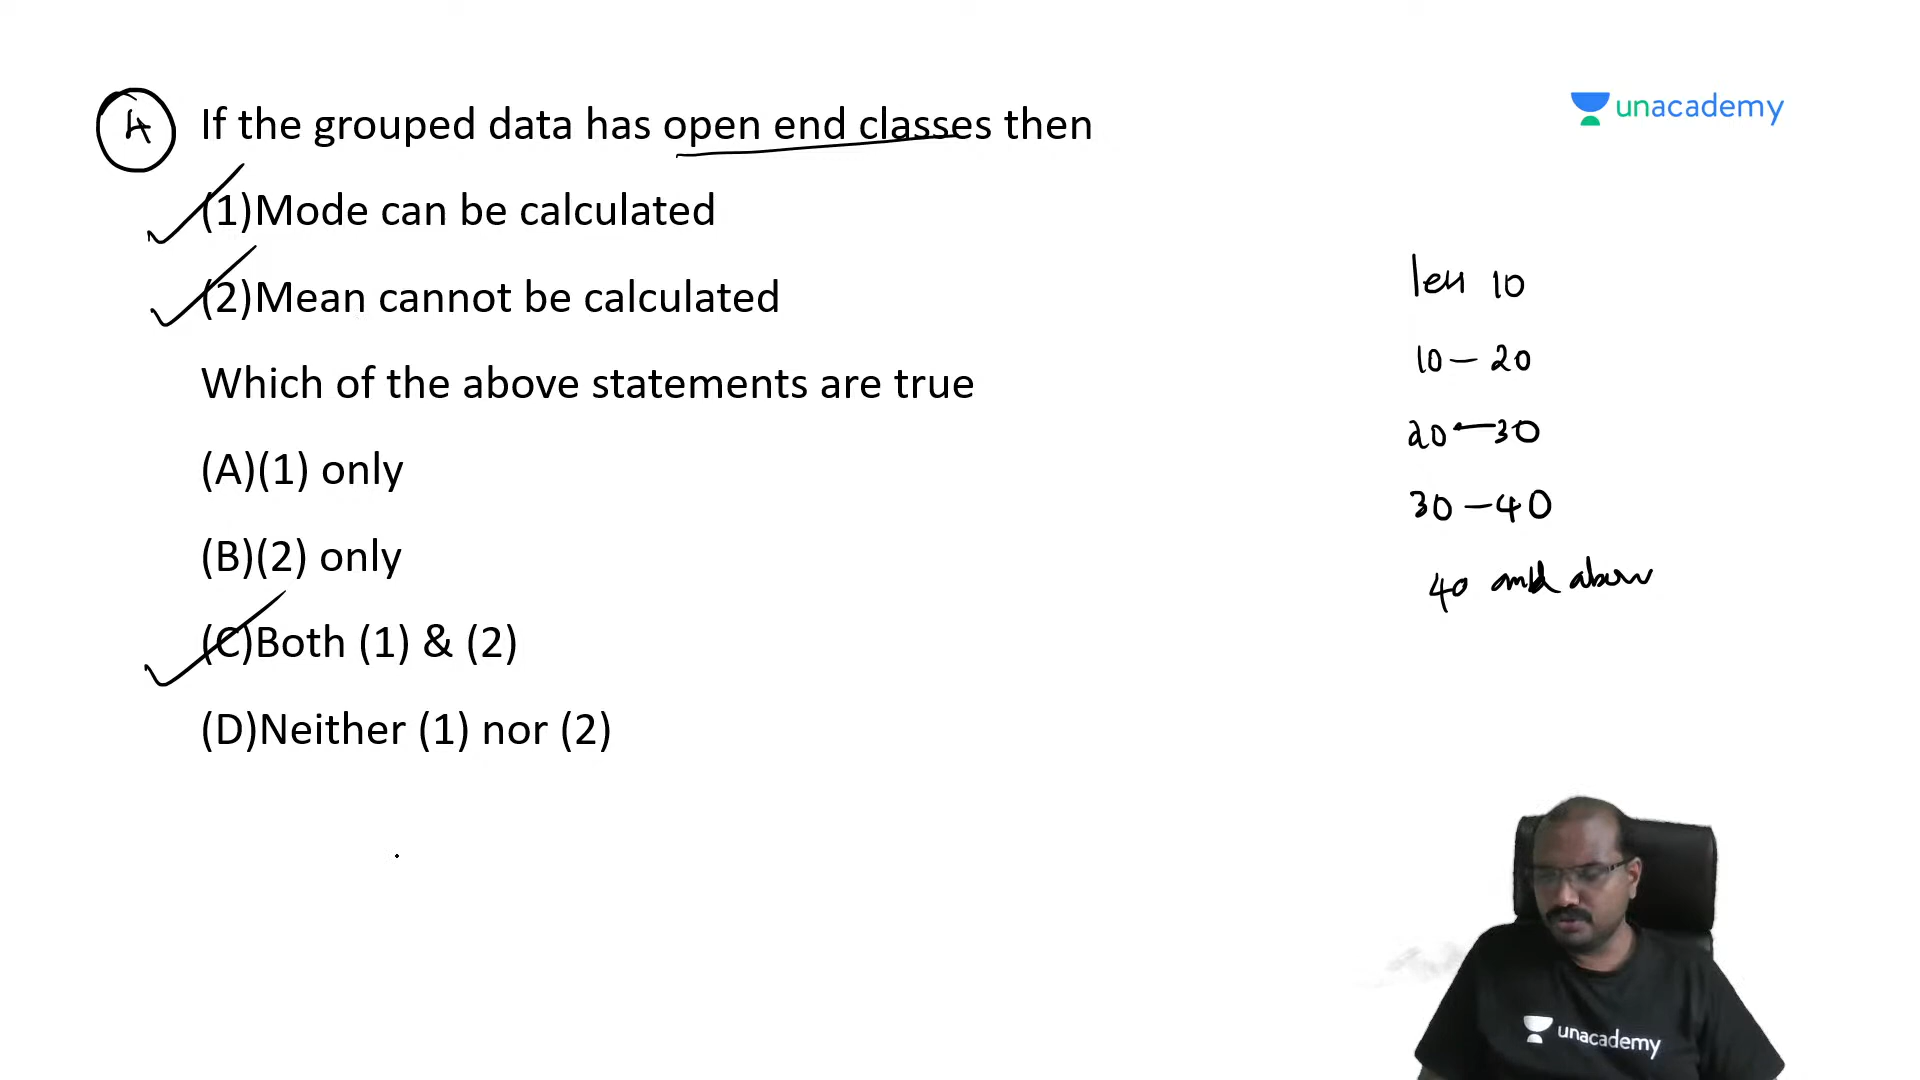 4 If the grouped data has open end classes then
(1)Mode can be calculated
(2)Mean cannot be calculated
Which of the above statements are true
(A)(1) only
(B)(2) only
(C)Both (1) & (2)
(D)Neither (1) nor (2)
unacademy
less 10
10 - 20
20 - 30
30 - 40
40 and above
unacademy